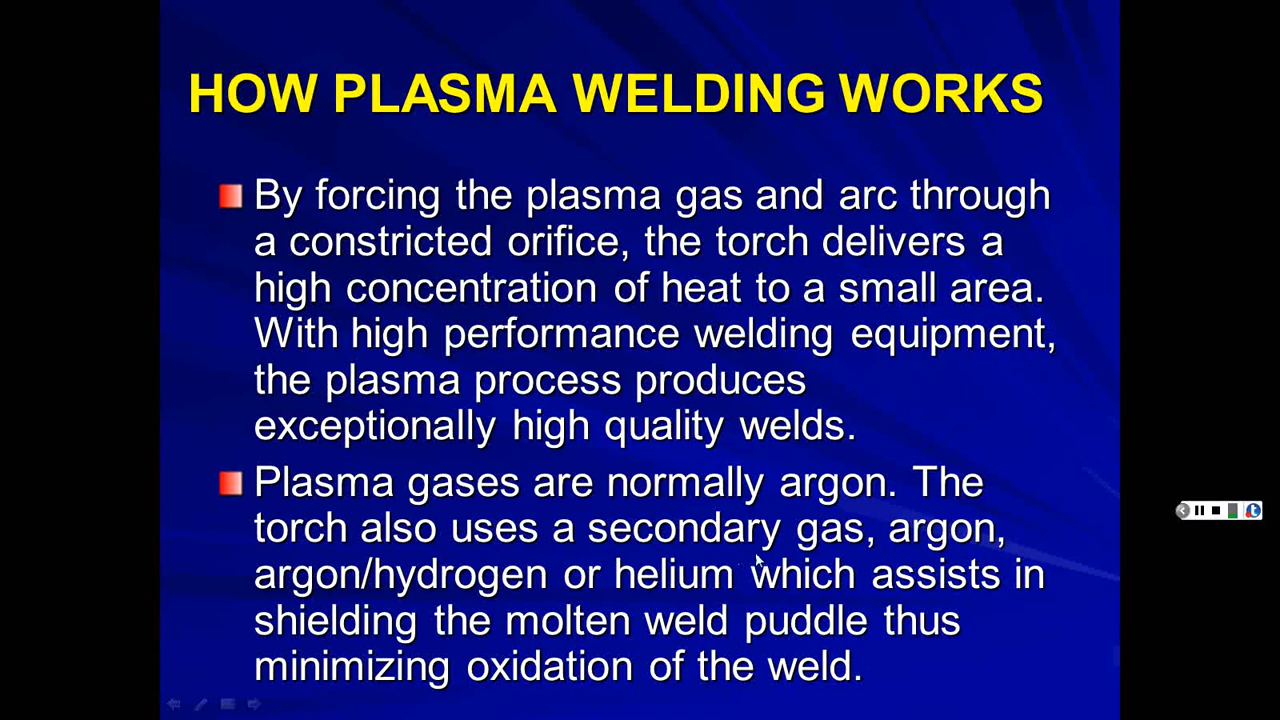 HOW PLASMA WELDING WORKS
By forcing the plasma gas and arc through
a constricted orifice, the torch delivers a
high concentration of heat to a small area.
With high performance welding equipment,
the plasma process produces
exceptionally high quality welds.
Plasma gases are normally argon. The
torch also uses a secondary gas, argon,
argon/hydrogen or helium which assists in
shielding the molten weld puddle thus
minimizing oxidation of the weld.